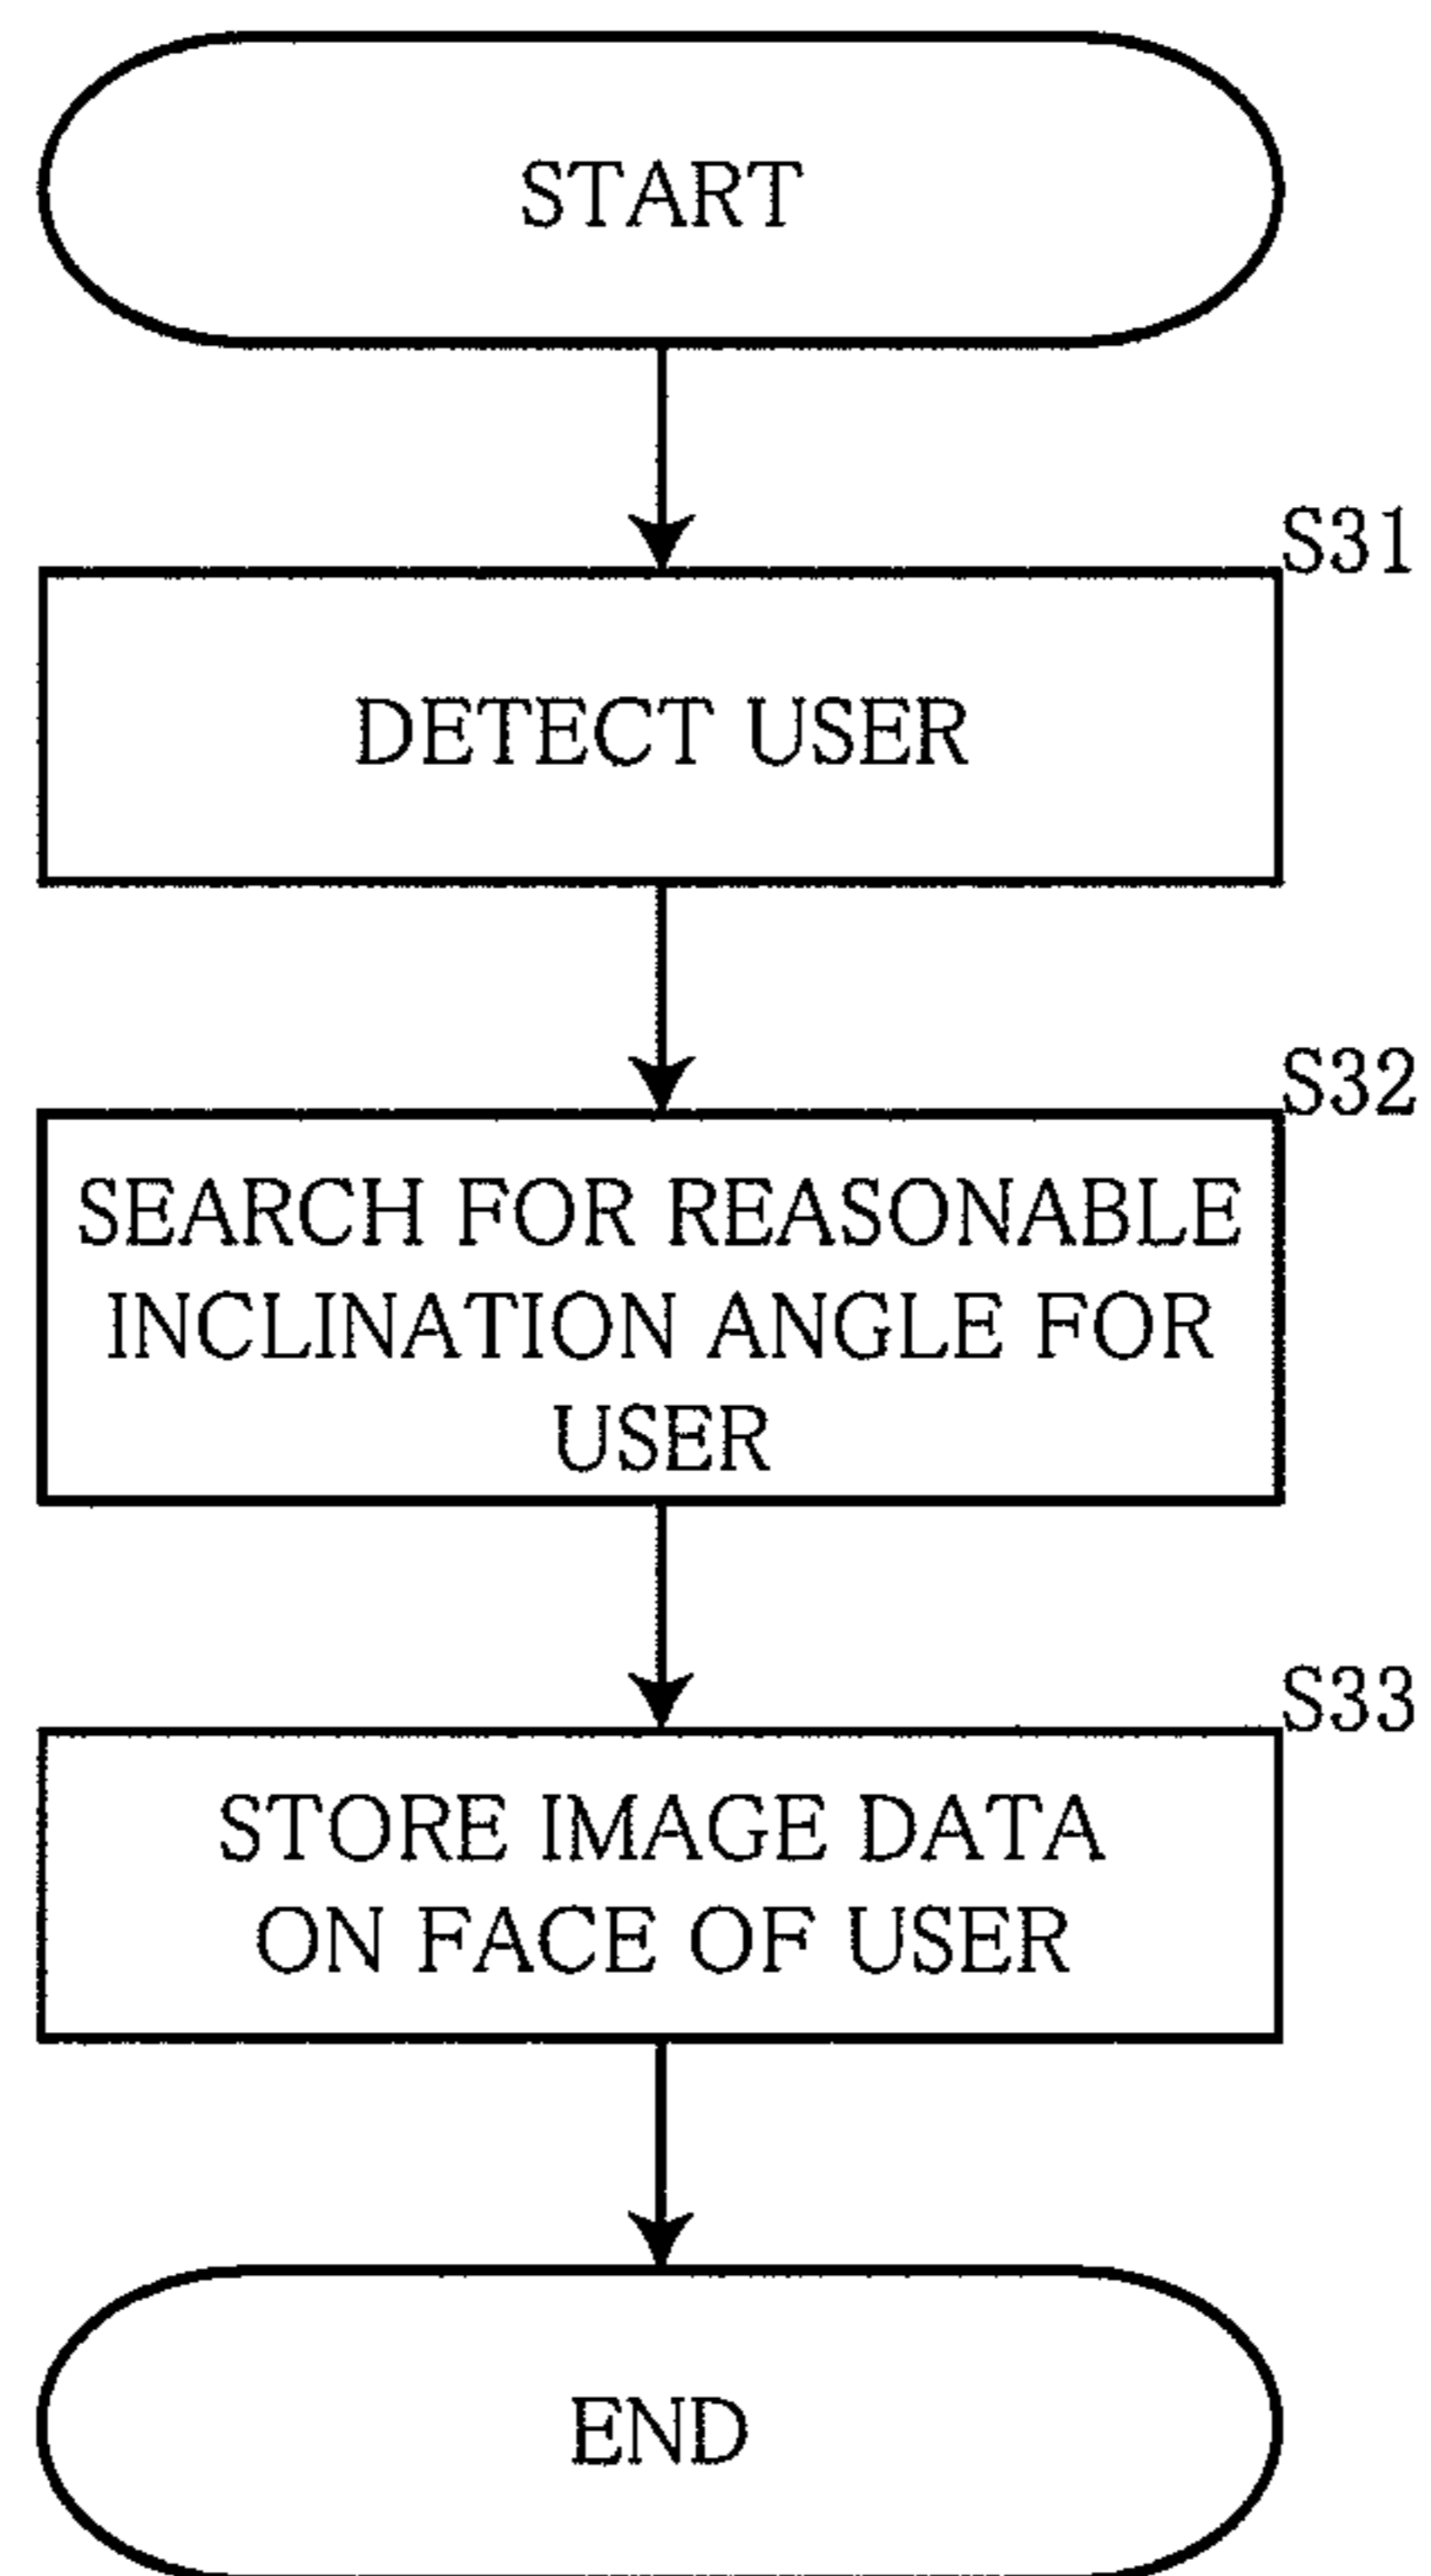 START
S31
DETECT USER
S32
SEARCH FOR REASONABLE
INCLINATION ANGLE FOR
USER
S33
STORE IMAGE DATA
ON FACE OF USER
END